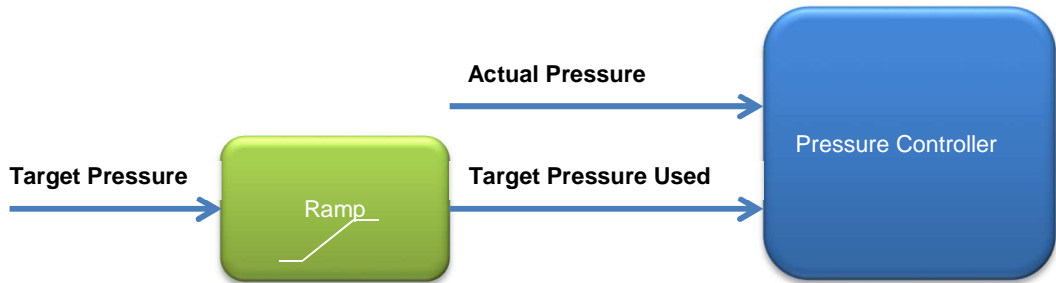 Actual Pressure
Pressure Controller
Target Pressure
Target Pressure Used
Ramp